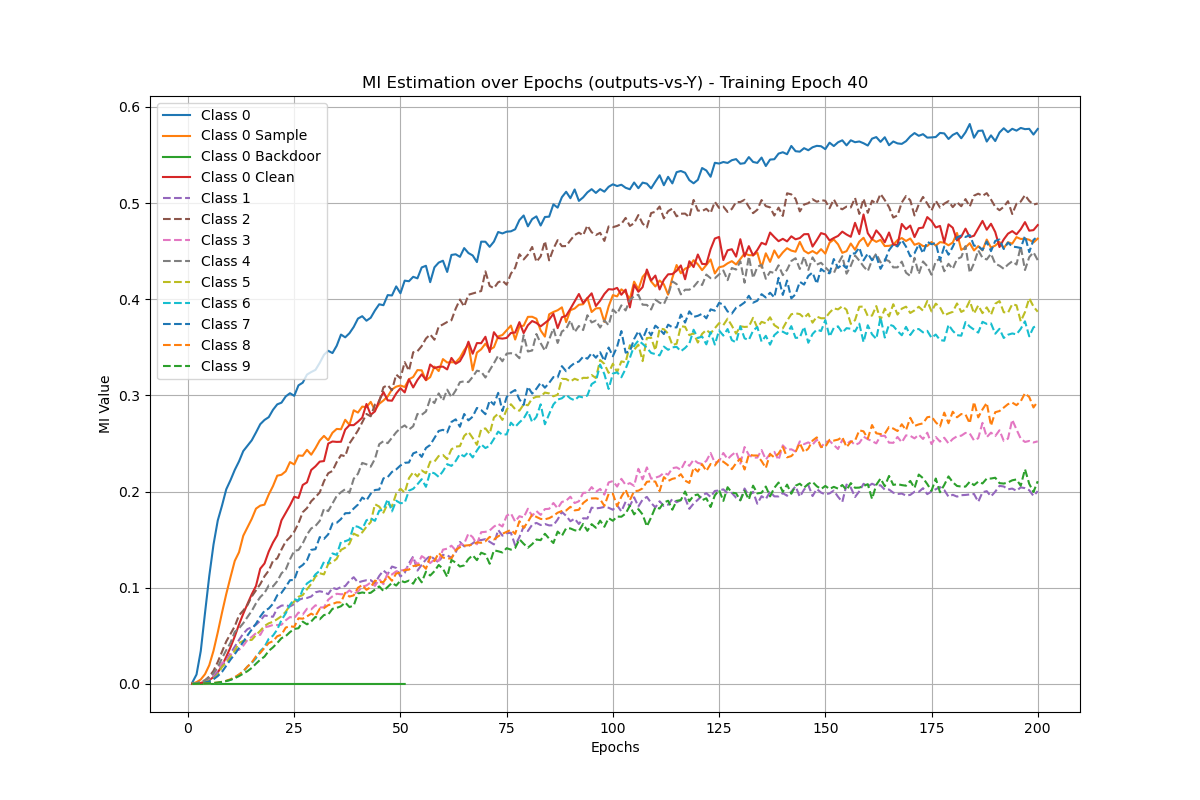 MI Estimation over Epochs (outputs-vs-Y) - Training Epoch 40
0.6
0.5
0.4
0.3
0.2
0.1
0.0
MI Value
Class 0
Class 0 Sample
Class 0 Backdoor
Class 0 Clean
Class 1
Class 2
Class 3
Class 4
Class 5
Class 6
Class 7
Class 8
Class 9
0 25 50 75 100 125 150 175 200
Epochs